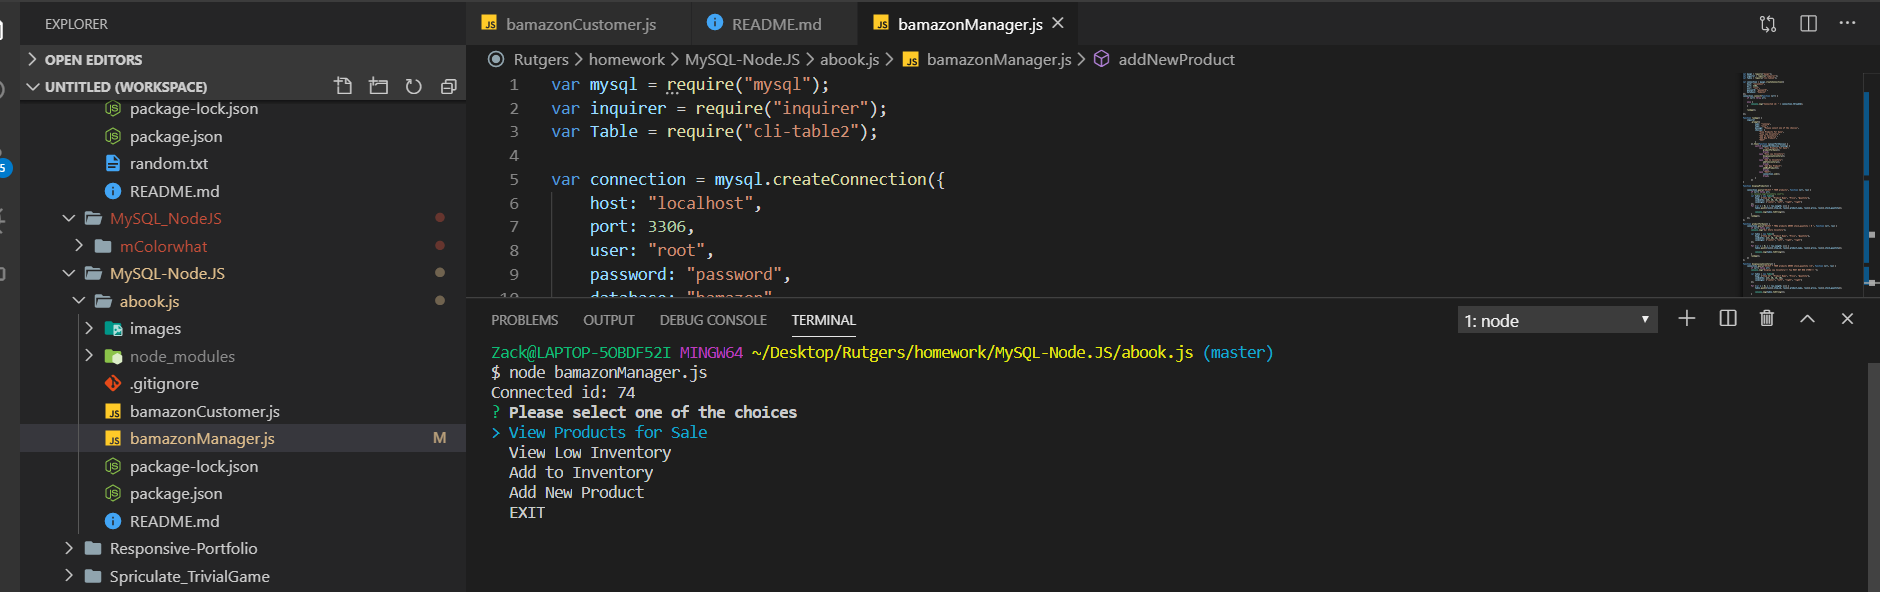 EXPLORER
OPEN EDITORS
UNTITLED (WORKSPACE)
package-lock.json
package.json
random.txt
README.md
MySQL_NodeJS
mColorwhat
MySQL-Node.JS
abook.js
images
node_modules
.gitignore
bamazonCustomer.js
bamazonManager.js M
package-lock.json
package.json
README.md
Responsive-Portfolio
Spriculate_TrivialGame
5
bamazonCustomer.js README.md bamazonManager.js
Rutgers > homework > MySQL-Node.JS > abook.js > bamazonManager.js > addNewProduct
1 var mysql = require("mysql");
2 var inquirer = require("inquirer");
3 var Table = require("cli-table2");
4
5 var connection = mysql.createConnection({
6 host: "localhost",
7 port: 3306,
8 user: "root",
9 password: "password",
10 database: "bamazon"
PROBLEMS OUTPUT DEBUG CONSOLE TERMINAL 1: node
Zack@LAPTOP-5OBDF52I MINGW64 ~/Desktop/Rutgers/homework/MySQL-Node.JS/abook.js (master)
$ node bamazonManager.js
Connected id: 74
? Please select one of the choices
> View Products for Sale
View Low Inventory
Add to Inventory
Add New Product
EXIT